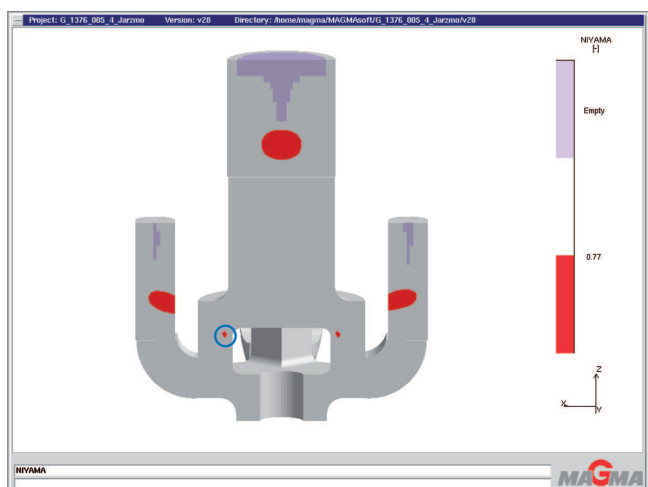 Project: G_1376_005_4_Jarzmo Version: v28 Directory: /home/magma/MAGMAsoft/G_1376_005_4_Jarzmo/v28
NIYAMA
[-]
Empty
0.77
Z
X
Y
NIYAMA
MAGMA